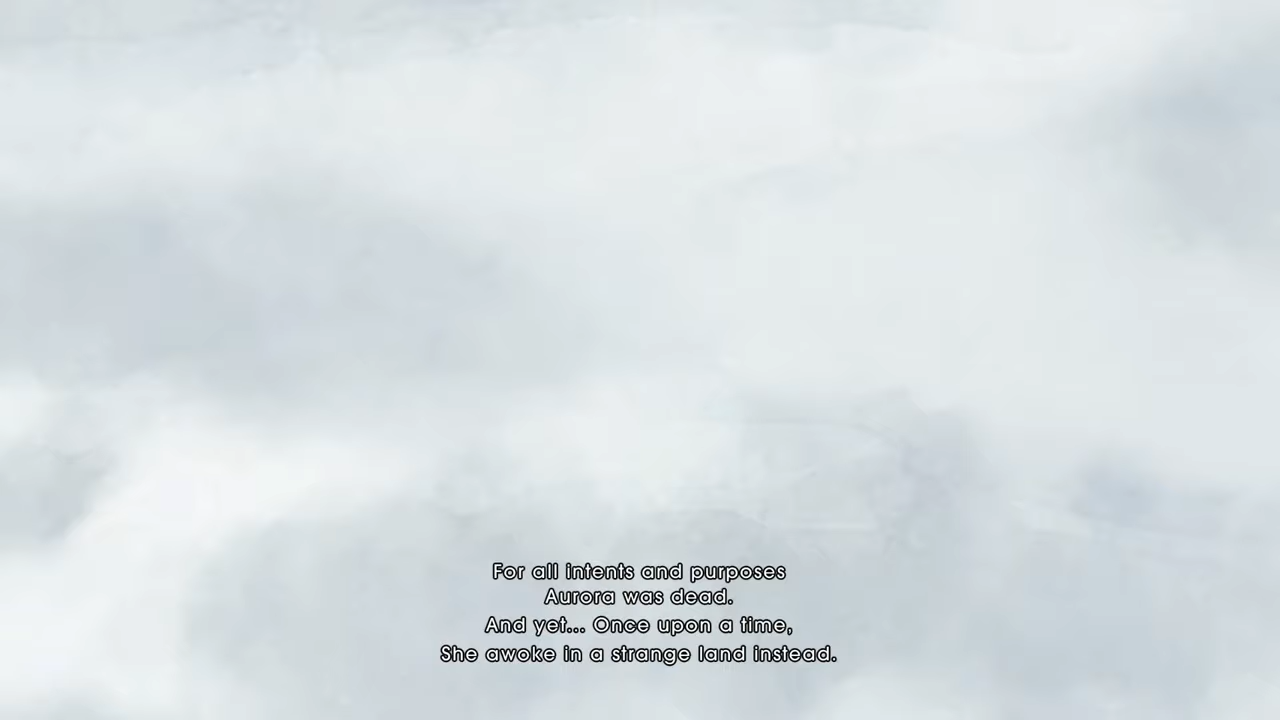 For all intents and purposes
Aurora was dead.
And yet... Once upon a time,
She awoke in a strange land instead.